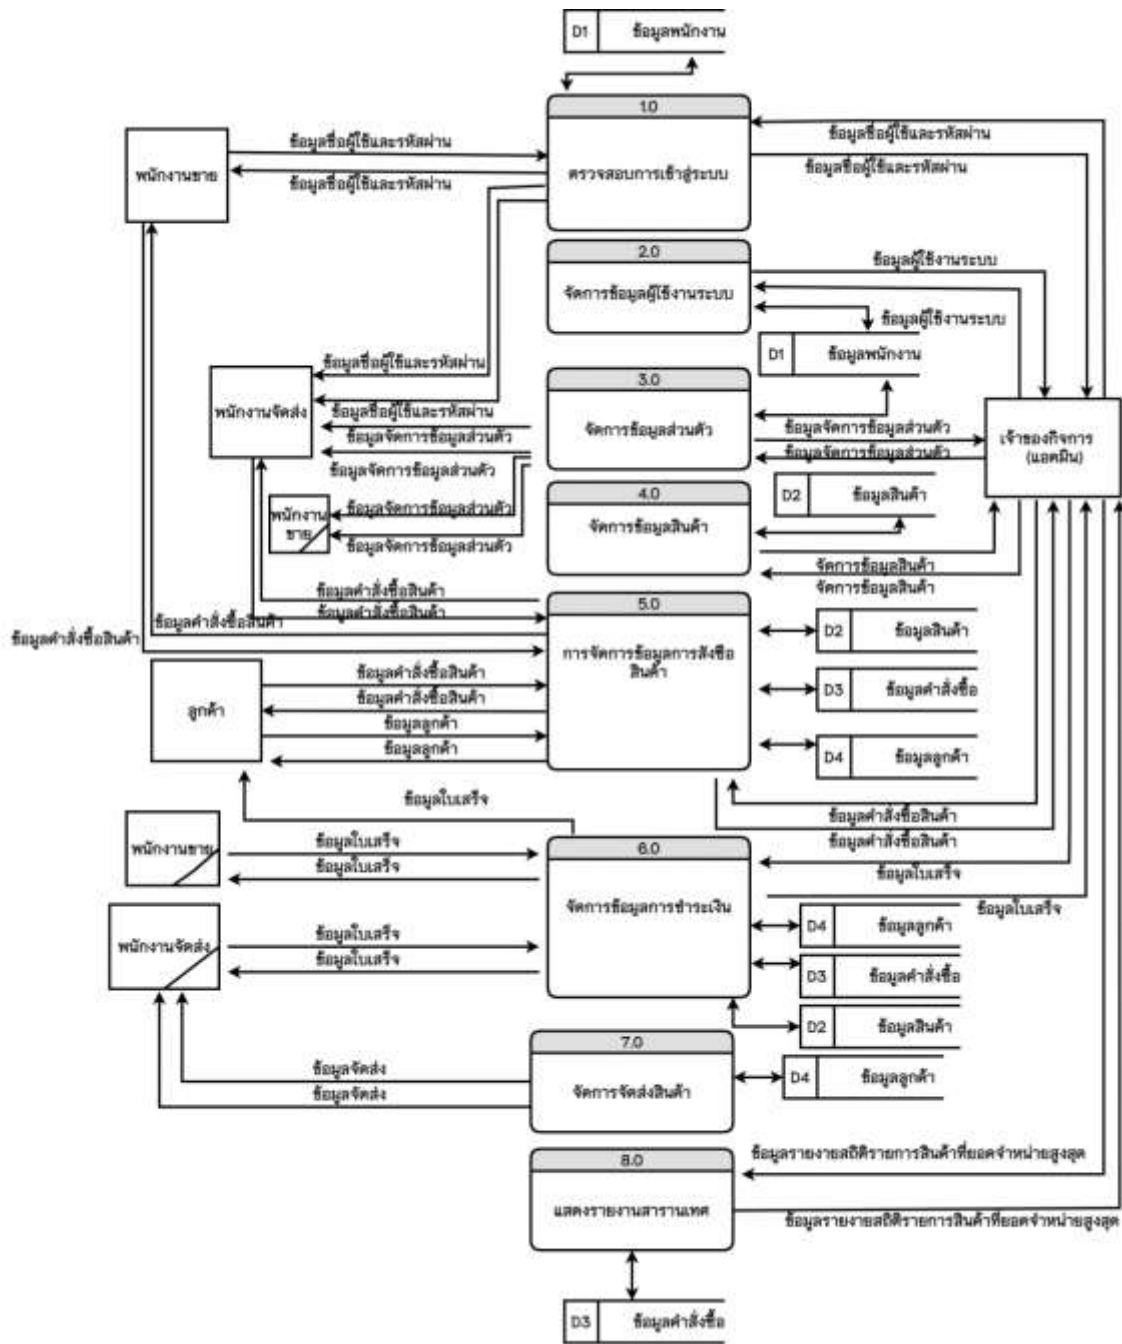 D1 ข้อมูลพนักงาน
1.0
ตรวจสอบการเข้าสู่ระบบ
ข้อมูลชื่อผู้ใช้และรหัสผ่าน
ข้อมูลชื่อผู้ใช้และรหัสผ่าน
พนักงานขาย
ข้อมูลชื่อผู้ใช้และรหัสผ่าน
ข้อมูลชื่อผู้ใช้และรหัสผ่าน
2.0
จัดการข้อมูลผู้ใช้งานระบบ
ข้อมูลผู้ใช้งานระบบ
ข้อมูลผู้ใช้งานระบบ
D1 ข้อมูลพนักงาน
ข้อมูลชื่อผู้ใช้และรหัสผ่าน
พนักงานจัดส่ง
ข้อมูลชื่อผู้ใช้และรหัสผ่าน
ข้อมูลจัดการข้อมูลส่วนตัว
ข้อมูลจัดการข้อมูลส่วนตัว
3.0
จัดการข้อมูลส่วนตัว
ข้อมูลจัดการข้อมูลส่วนตัว
ข้อมูลจัดการข้อมูลส่วนตัว
เจ้าของกิจการ
(แอดมิน)
พนักงาน
ขาย
ข้อมูลจัดการข้อมูลส่วนตัว
ข้อมูลจัดการข้อมูลส่วนตัว
4.0
จัดการข้อมูลสินค้า
D2 ข้อมูลสินค้า
จัดการข้อมูลสินค้า
จัดการข้อมูลสินค้า
ข้อมูลคำสั่งซื้อสินค้า
ข้อมูลคำสั่งซื้อสินค้า
ข้อมูลคำสั่งซื้อสินค้า
ข้อมูลคำสั่งซื้อสินค้า
5.0
การจัดการข้อมูลการสังซือ
สินค้า
D2 ข้อมูลสินค้า
D3 ข้อมูลคำสั่งซื้อ
D4 ข้อมูลลูกค้า
ลูกค้า
ข้อมูลคำสั่งซื้อสินค้า
ข้อมูลคำสั่งซื้อสินค้า
ข้อมูลลูกค้า
ข้อมูลลูกค้า
ข้อมูลใบเสร็จ
ข้อมูลคำสั่งซื้อสินค้า
ข้อมูลคำสั่งซื้อสินค้า
พนักงานขาย
ข้อมูลใบเสร็จ
ข้อมูลใบเสร็จ
6.0
จัดการข้อมูลการชำระเงิน
ข้อมูลใบเสร็จ
ข้อมูลใบเสร็จ
พนักงานจัดส่ง
ข้อมูลใบเสร็จ
ข้อมูลใบเสร็จ
D4 ข้อมูลลูกค้า
D3 ข้อมูลคำสั่งซื้อ
D2 ข้อมูลสินค้า
7.0
จัดการจัดส่งสินค้า
D4 ข้อมูลลูกค้า
ข้อมูลจัดส่ง
ข้อมูลจัดส่ง
8.0
แสดงรายงานสารานเทศ
ข้อมูลรายงายสถิติรายการสินค้าที่ยอดจำหน่ายสูงสุด
ข้อมูลรายงายสถิติรายการสินค้าที่ยอดจำหน่ายสูงสุด
D3 ข้อมูลคำสั่งซื้อ